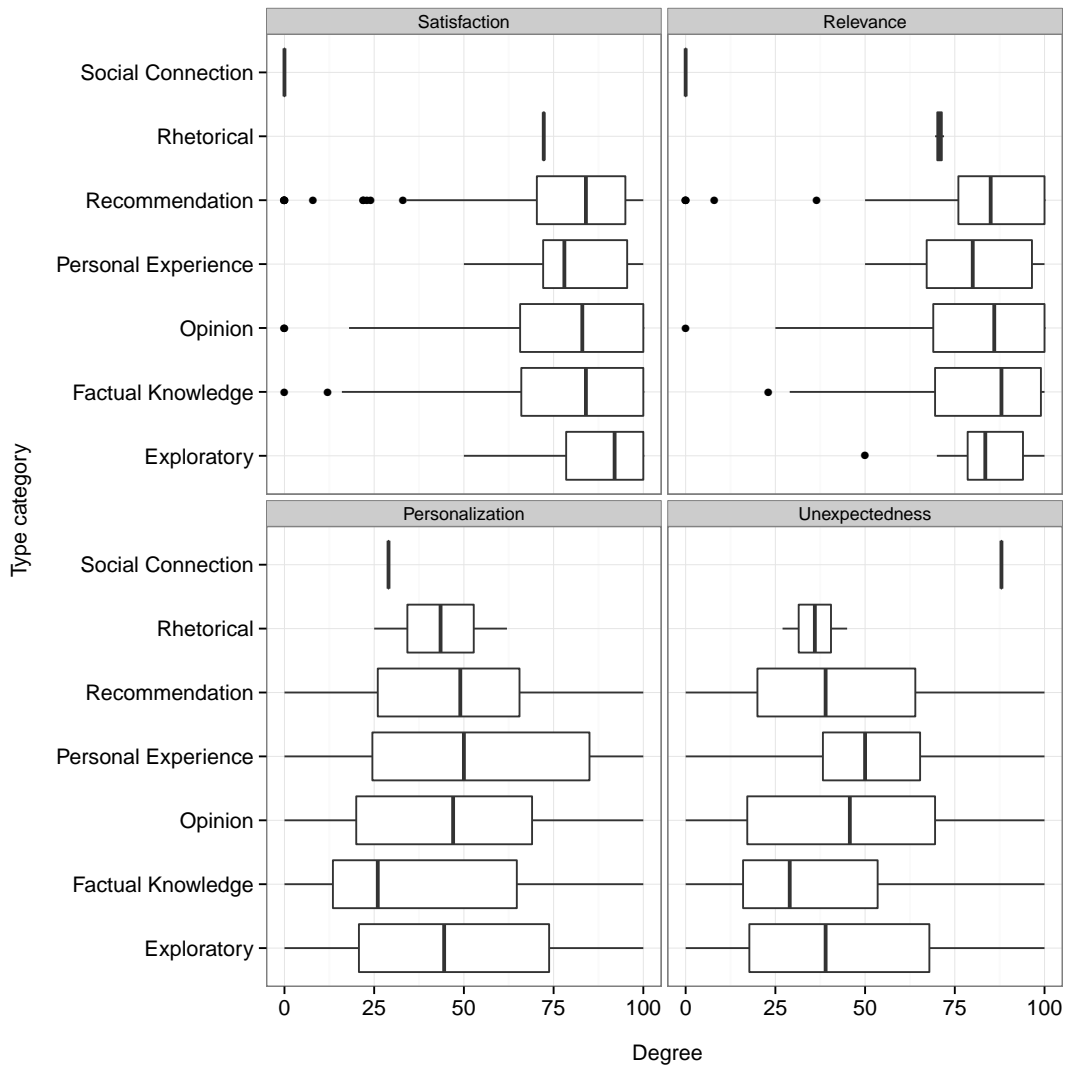 Satisfaction
Relevance
Social Connection
Rhetorical
Recommendation
Personal Experience
Opinion
Factual Knowledge
Exploratory
Type category
Personalization
Unexpectedness
Social Connection
Rhetorical
Recommendation
Personal Experience
Opinion
Factual Knowledge
Exploratory
0 25 50 75 100 0 25 50 75 100
Degree